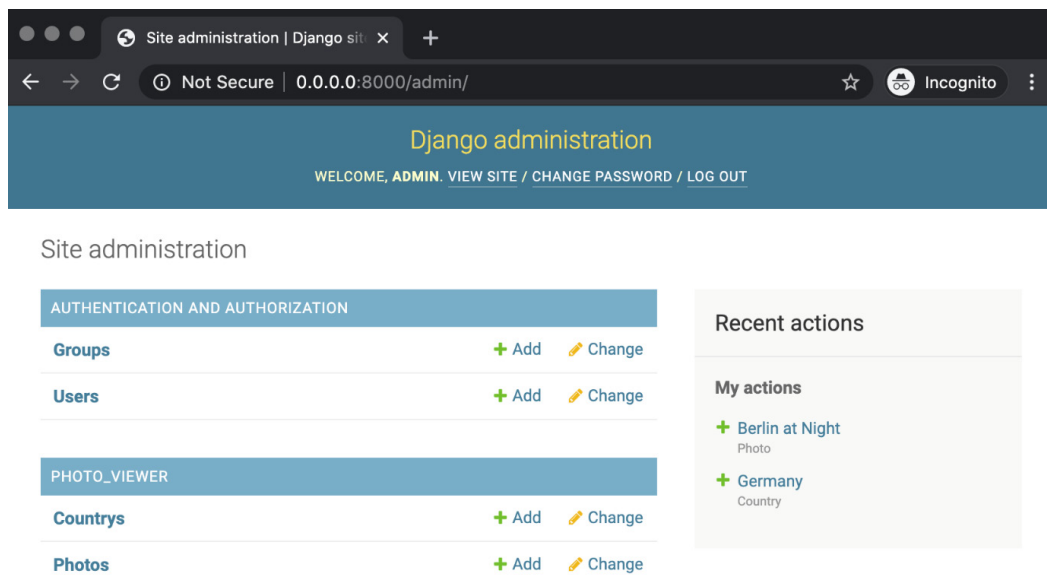 Site administration | Django sit
Not Secure | 0.0.0.0:8000/admin/
Incognito
Django administration
WELCOME, ADMIN. VIEW SITE / CHANGE PASSWORD / LOG OUT
Site administration
AUTHENTICATION AND AUTHORIZATION
Groups Add Change
Users Add Change
PHOTO_VIEWER
Countrys Add Change
Photos Add Change
Recent actions
My actions
Berlin at Night
Photo
Germany
Country